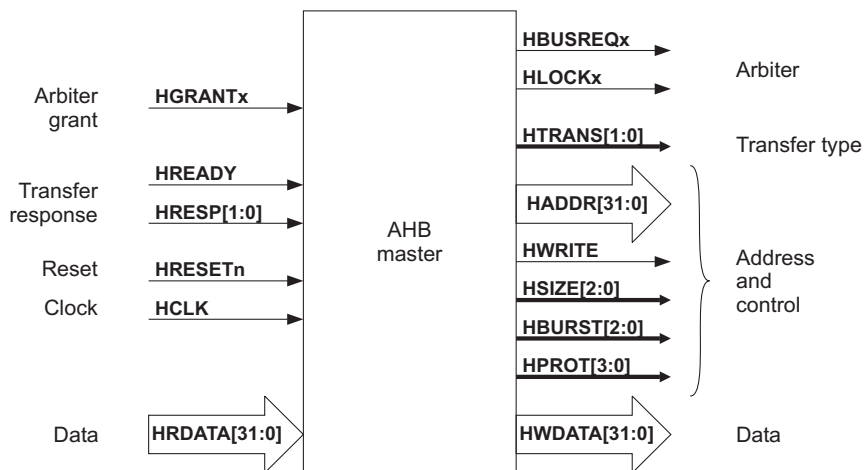 Arbiter
grant
HGRANTx
Transfer
response
HREADY
HRESP[1:0]
Reset
HRESETn
Clock
HCLK
Data
HRDATA[31:0]
AHB
master
HBUSREQx
HLOCKx
Arbiter
HTRANS[1:0]
Transfer type
HADDR[31:0]
HWRITE
HSIZE[2:0]
HBURST[2:0]
HPROT[3:0]
Address
and
control
HWDATA[31:0]
Data